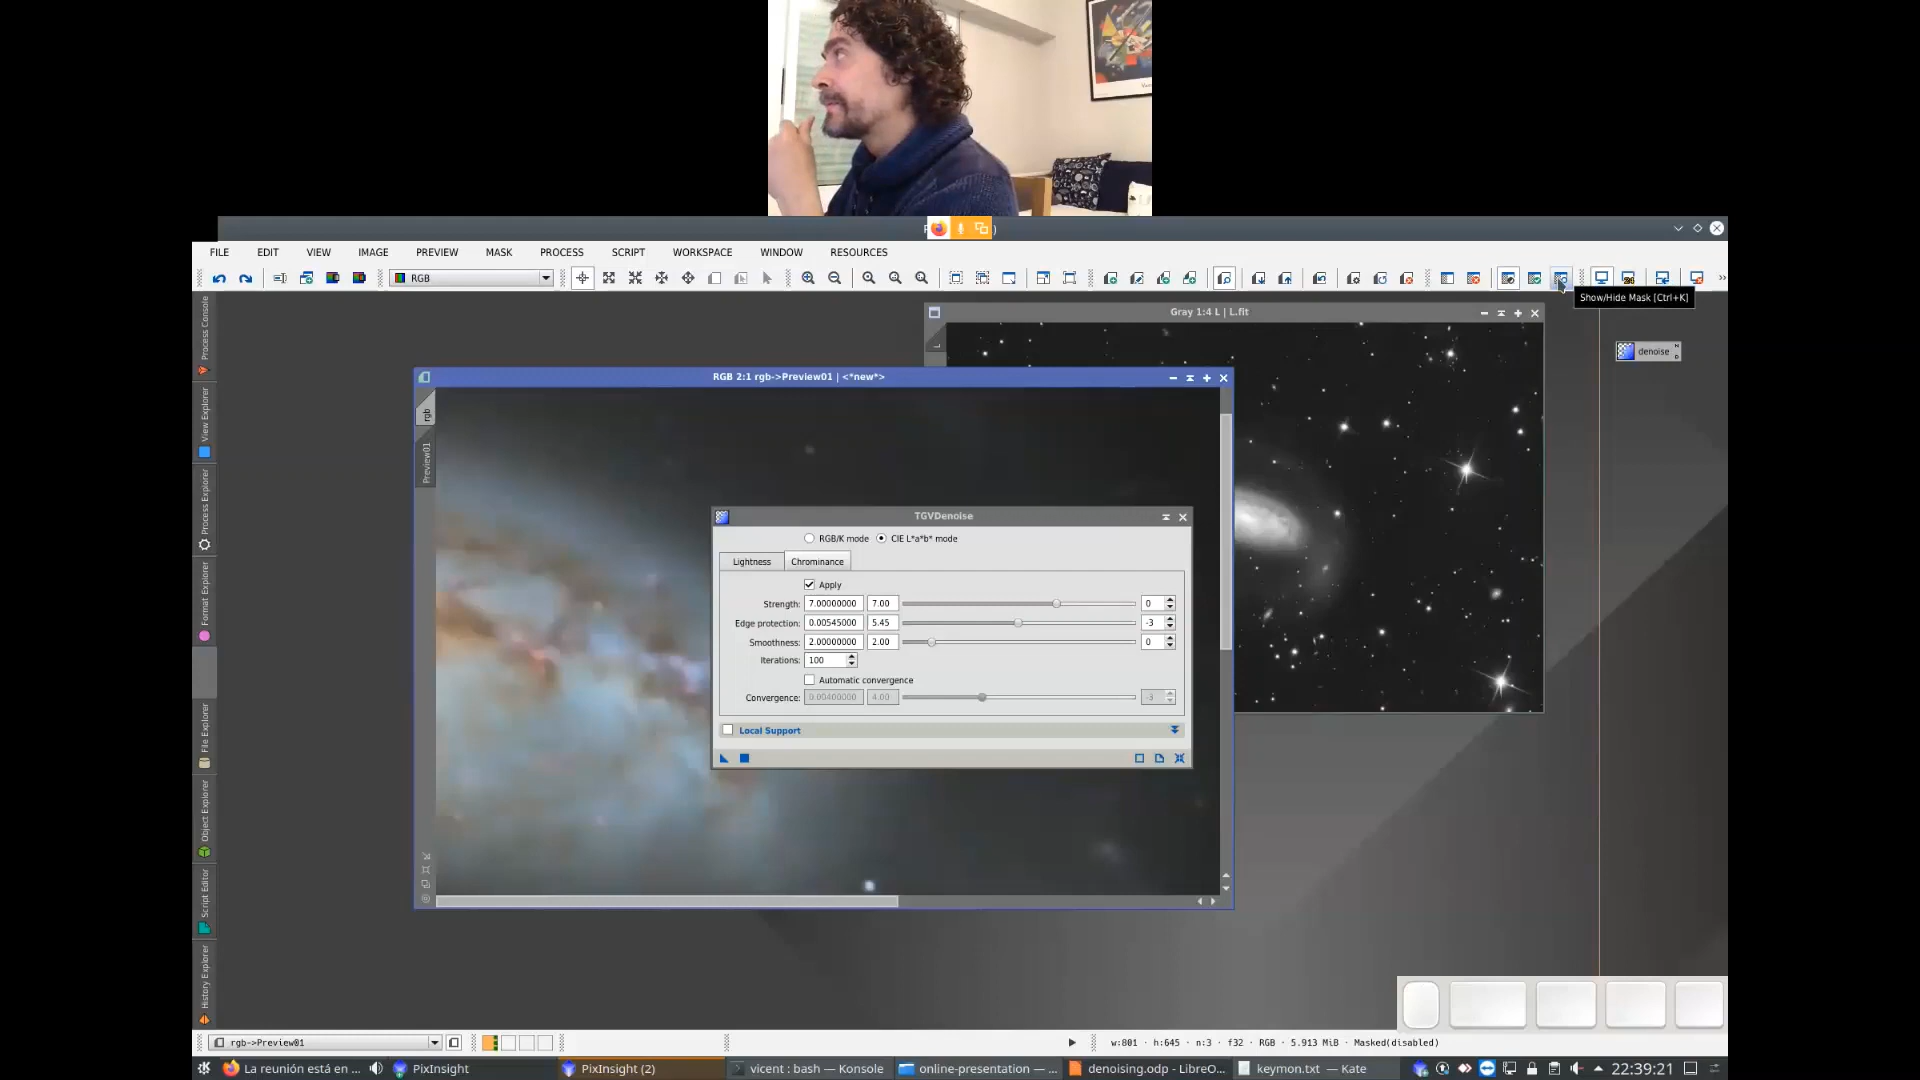 FILE EDIT VIEW IMAGE PREVIEW MASK PROCESS SCRIPT WORKSPACE WINDOW RESOURCES
RGB
Show/Hide Mask [Ctrl+K]
Process Console
View Explorer
Process Explorer
Format Explorer
File Explorer
Object Explorer
Script Editor
History Explorer
Gray 1:4 L | L.fit
denoise
RGB 2:1 rgb->Preview01 | <*new*>
rgb
Preview01
TGVDenoise
RGB/K mode CIE L*a*b* mode
Lightness Chrominance
Apply
Strength: 7.00000000 7.00 0
Edge protection: 0.00545000 5.45 -3
Smoothness: 2.00000000 2.00 0
Iterations: 100
Automatic convergence
Convergence: 0.00400000 4.00 -3
Local Support
rgb->Preview01
w:801 · h:645 · n:3 · f32 · RGB · 5.913 MiB · Masked(disabled)
La reunión está en ... PixInsight PixInsight (2) vicent : bash — Konsole online-presentation — ... denoising.odp - LibreO... keymon.txt — Kate 22:39:21